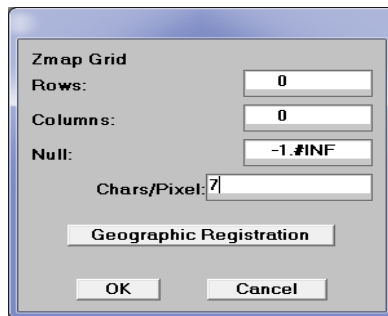 Zmap Grid
Rows: 0
Columns: 0
Null: -1.#INF
Chars/Pixel: 7
Geographic Registration
OK Cancel